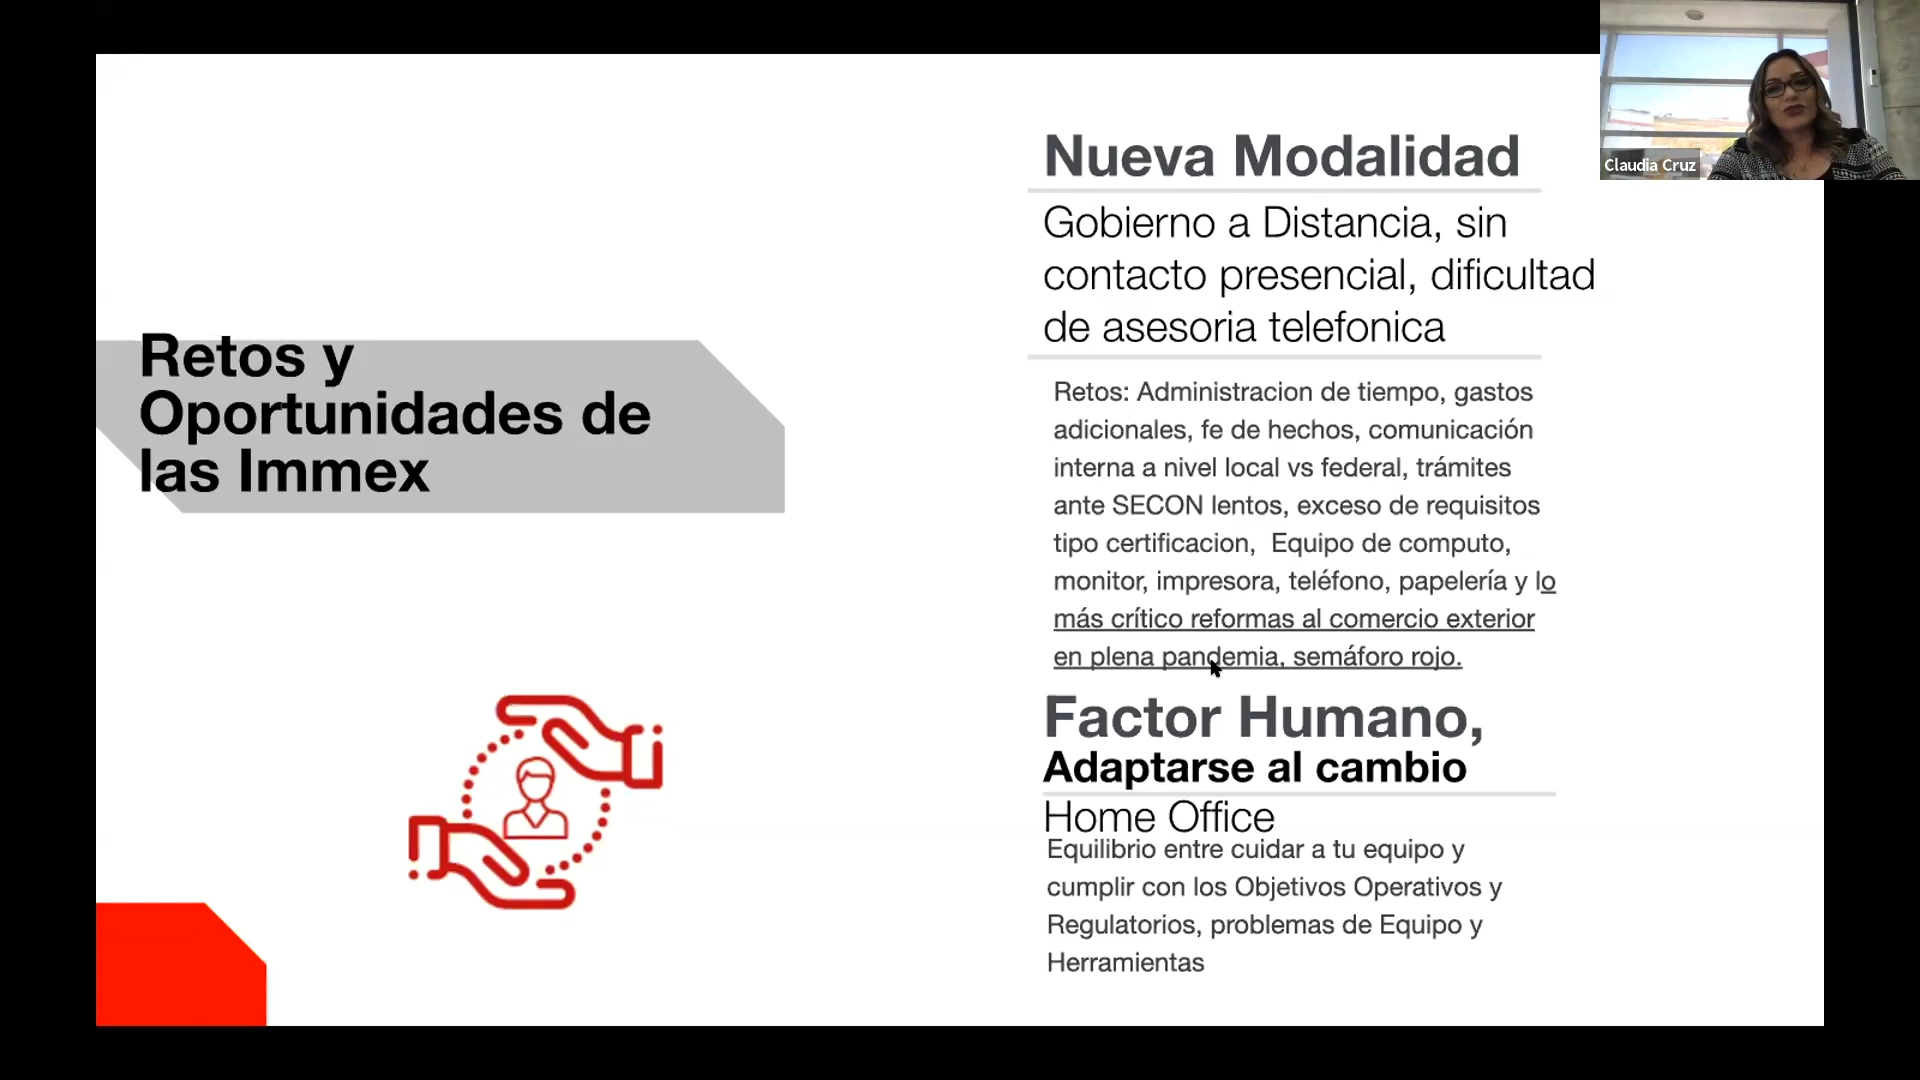 Claudia Cruz
Retos y
Oportunidades de
las Immex
Nueva Modalidad
Gobierno a Distancia, sin
contacto presencial, dificultad
de asesoria telefonica
Retos: Administracion de tiempo, gastos
adicionales, fe de hechos, comunicación
interna a nivel local vs federal, trámites
ante SECON lentos, exceso de requisitos
tipo certificacion,  Equipo de computo,
monitor, impresora, teléfono, papelería y lo
más crítico reformas al comercio exterior
en plena pandemia, semáforo rojo.
Factor Humano,
Adaptarse al cambio
Home Office
Equilibrio entre cuidar a tu equipo y
cumplir con los Objetivos Operativos y
Regulatorios, problemas de Equipo y
Herramientas